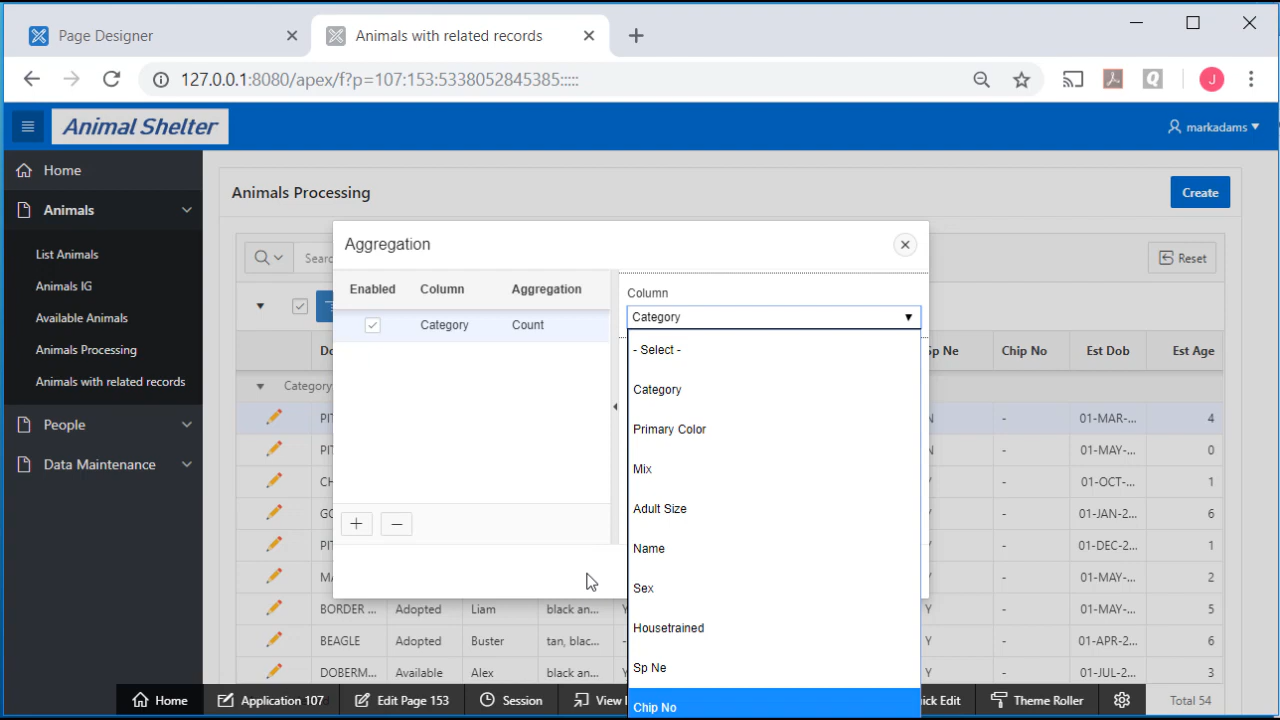 Page Designer
Animals with related records
127.0.0.1:8080/apex/f?p=107:153:5338052845385:::::
Q
J
Animal Shelter
markadams
Home
Animals
List Animals
Animals IG
Available Animals
Animals Processing
Animals with related records
People
Data Maintenance
Animals Processing
Create
Reset
Aggregation
Enabled Column Aggregation
Category Count
Column
Category
- Select -
Category
Primary Color
Mix
Adult Size
Name
Sex
Housetrained
Sp Ne
Chip No
Sp Ne Chip No Est Dob Est Age
Category
- 01-MAR-... 4
- 01-MAY-... 0
- 01-OCT-... 1
- 01-JAN-2... 6
- 01-DEC-2... 1
- 01-MAY-... 2
BORDER ... Adopted Liam black an... Y - 01-MAY-... 5
BEAGLE Adopted Buster tan, blac... - Y - 01-APR-2... 6
DOBERM... Available Alex black an... Y - 01-JUL-2... 3
Home Application 107 Edit Page 153 Session View Quick Edit Theme Roller Total 54